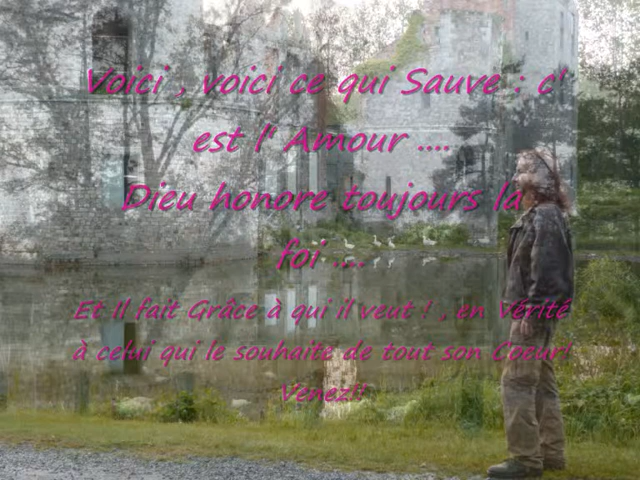 Voici , voici ce qui Sauve : c'
est l' Amour ....
Dieu honore toujours la
foi ....
Et Il fait Grâce à qui il veut ! , en Vérité
à celui qui le souhaite de tout son Coeur!
Venez!!